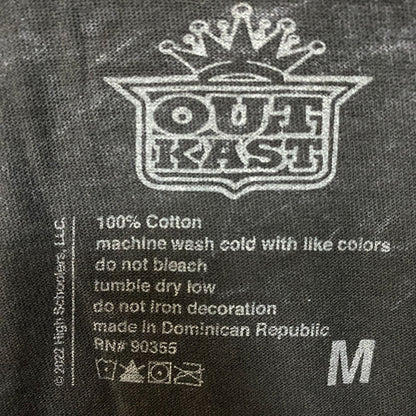 OUT
KAST
100% Cotton
machine wash cold with like colors
do not bleach
tumble dry low
do not iron decoration
made in Dominican Republic
RN# 90355
M
© 2022 High Schoolers, LLC.